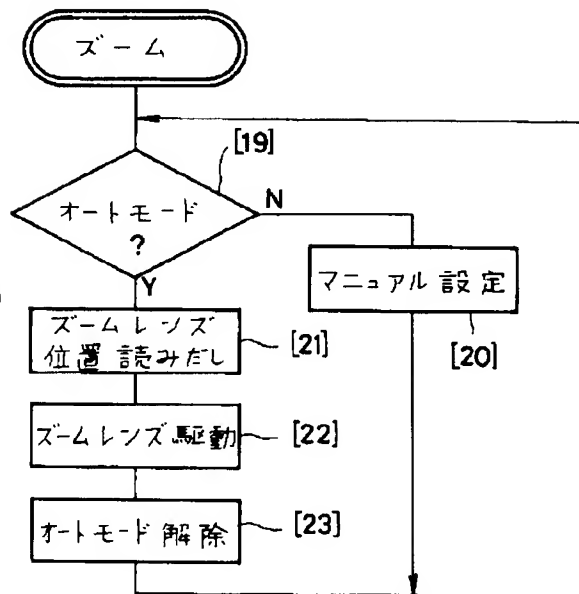 ズーム
[19]
オートモード
?
N
Y
マニュアル設定
[20]
ズームレンズ
位置読みだし
[21]
ズームレンズ駆動
[22]
オートモード解除
[23]